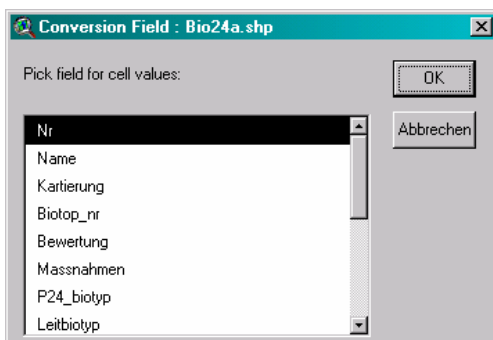 Conversion Field : Bio24a.shp
Pick field for cell values:
OK
Abbrechen
Nr
Name
Kartierung
Biotop_nr
Bewertung
Massnahmen
P24_biotyp
Leitbiotyp